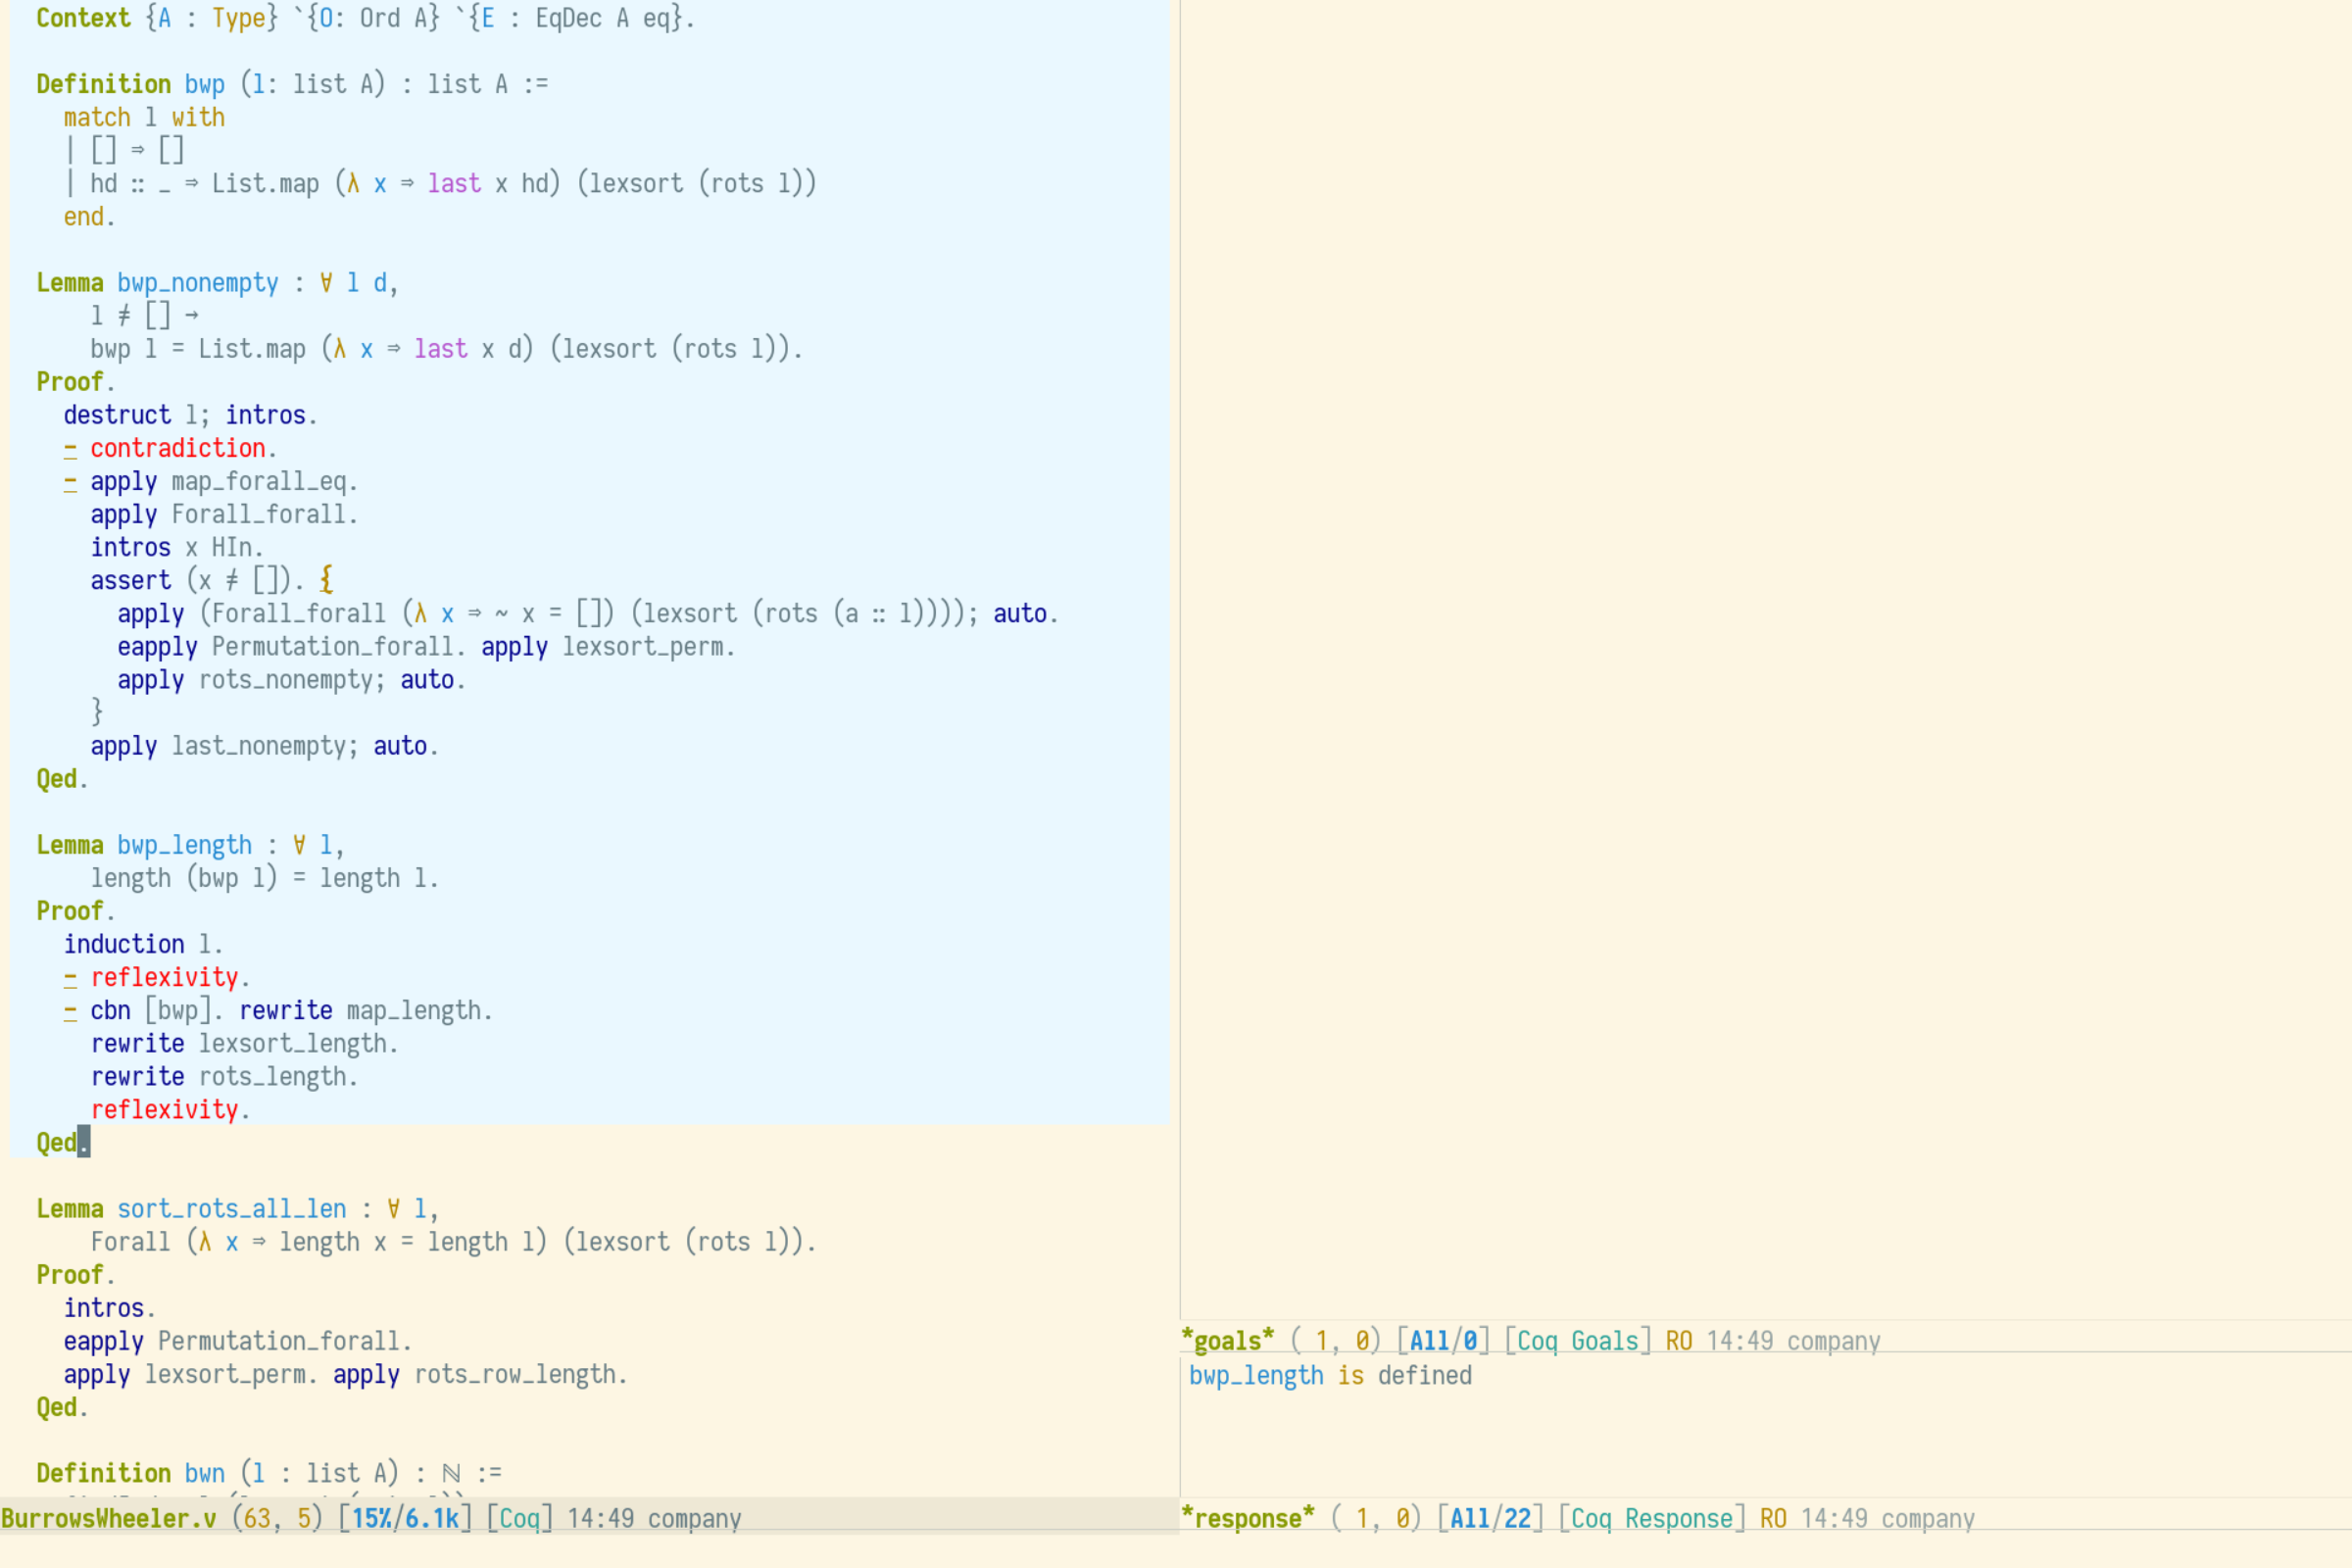 Context {A : Type} `{O: Ord A} `{E : EqDec A eq}.
Definition bwp (l: list A) : list A :=
match l with
| [] ⇒ []
| hd :: _ ⇒ List.map (λ x ⇒ last x hd) (lexsort (rots l))
end.
Lemma bwp_nonempty : ∀ l d,
l ≠ [] →
bwp l = List.map (λ x ⇒ last x d) (lexsort (rots l)).
Proof.
destruct l; intros.
- contradiction.
- apply map_forall_eq.
apply Forall_forall.
intros x HIn.
assert (x ≠ []). {
apply (Forall_forall (λ x ⇒ ~ x = []) (lexsort (rots (a :: l)))); auto.
eapply Permutation_forall. apply lexsort_perm.
apply rots_nonempty; auto.
}
apply last_nonempty; auto.
Qed.
Lemma bwp_length : ∀ l,
length (bwp l) = length l.
Proof.
induction l.
- reflexivity.
- cbn [bwp]. rewrite map_length.
rewrite lexsort_length.
rewrite rots_length.
reflexivity.
Qed.
Lemma sort_rots_all_len : ∀ l,
Forall (λ x ⇒ length x = length l) (lexsort (rots l)).
Proof.
intros.
eapply Permutation_forall.
apply lexsort_perm. apply rots_row_length.
Qed.
Definition bwn (l : list A) : ℕ :=
BurrowsWheeler.v (63, 5) [15%/6.1k] [Coq] 14:49 company
*goals* ( 1, 0) [All/0] [Coq Goals] RO 14:49 company
bwp_length is defined
*response* ( 1, 0) [All/22] [Coq Response] RO 14:49 company